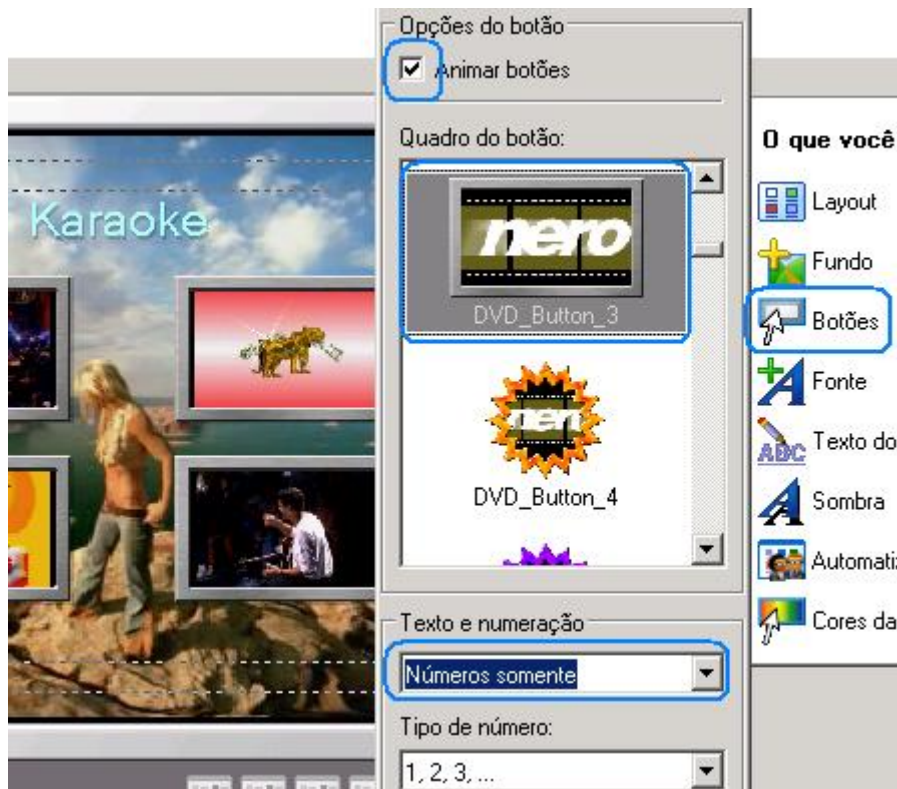 Opções do botão
Animar botões
Quadro do botão:
nero
DVD_Button_3
nero
DVD_Button_4
Texto e numeração
Números somente
Tipo de número:
1, 2, 3, ...
Karaoke
O que você
Layout
Fundo
Botões
Fonte
ABC Texto do
Sombra
Cores da